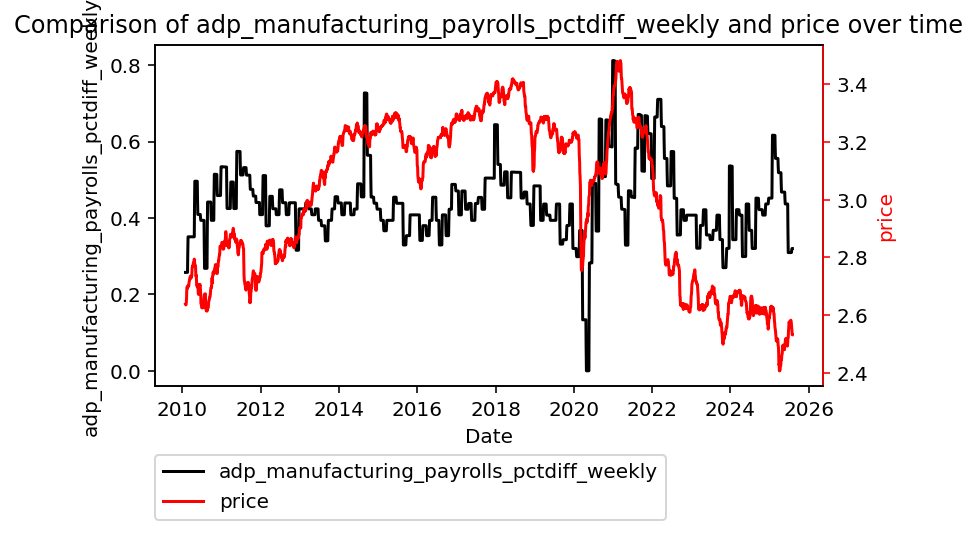 Comparison of adp_manufacturing_payrolls_pctdiff_weekly and price over time
adp_manufacturing_payrolls_pctdiff_weekly
0.8
0.6
0.4
0.2
0.0
3.4
3.2
3.0
2.8
2.6
2.4
price
2010 2012 2014 2016 2018 2020 2022 2024 2026
Date
adp_manufacturing_payrolls_pctdiff_weekly
price